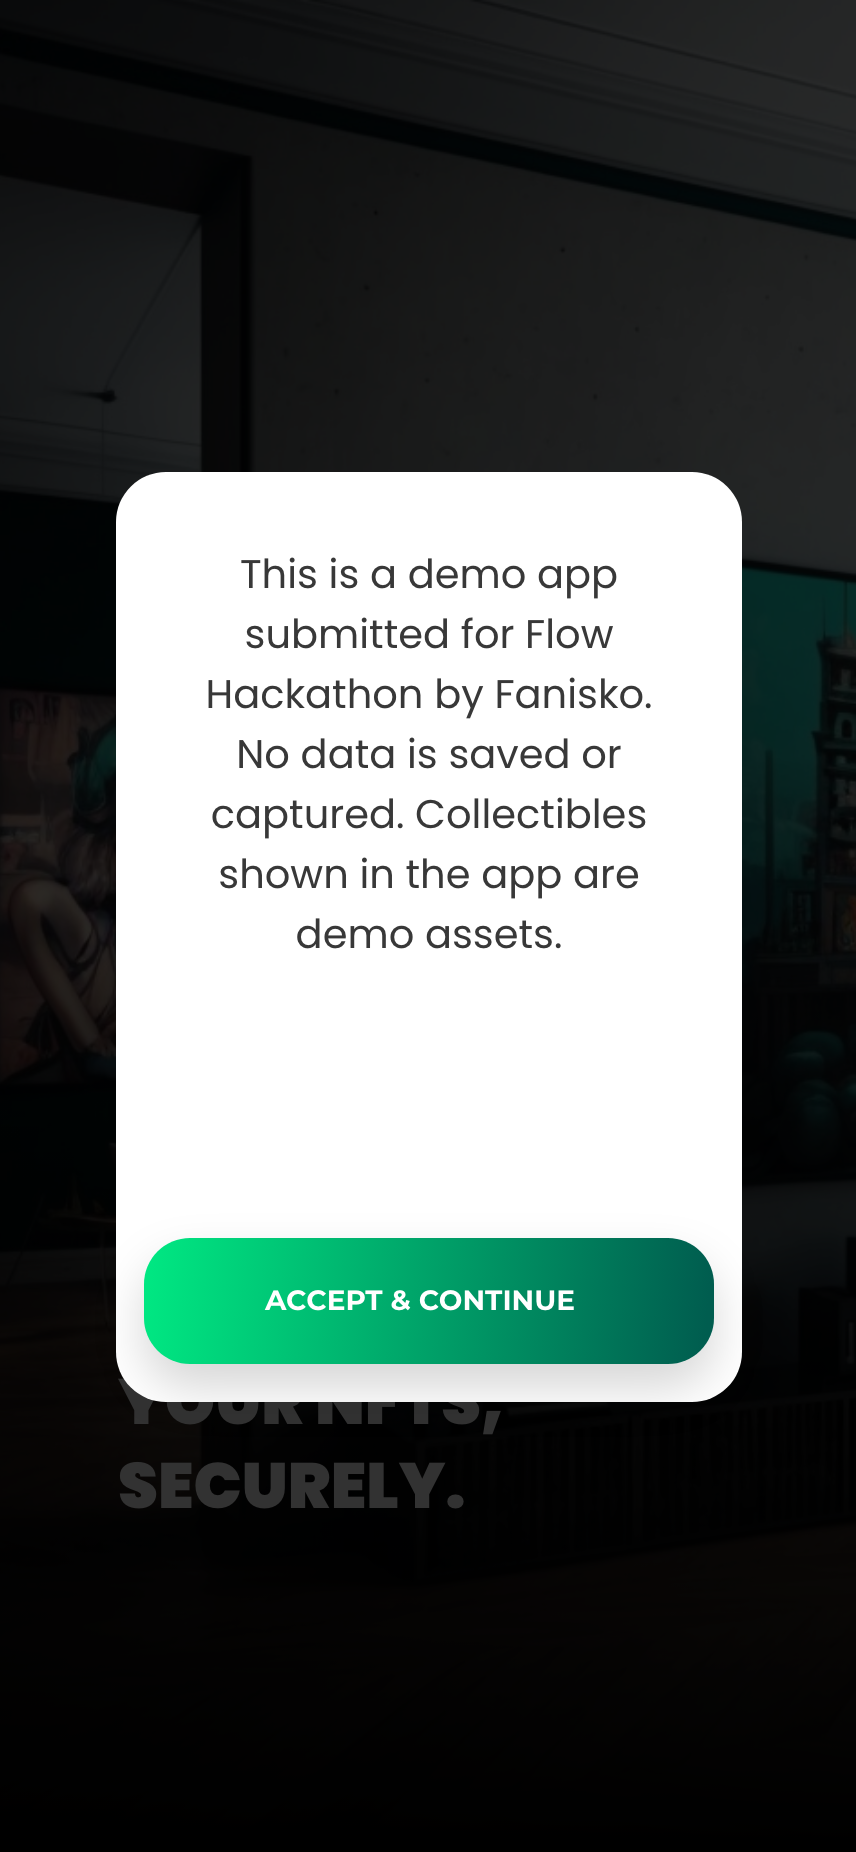 This is a demo app
submitted for Flow
Hackathon by Fanisko.
No data is saved or
captured. Collectibles
shown in the app are
demo assets.
ACCEPT & CONTINUE
YOUR NFTS,
SECURELY.